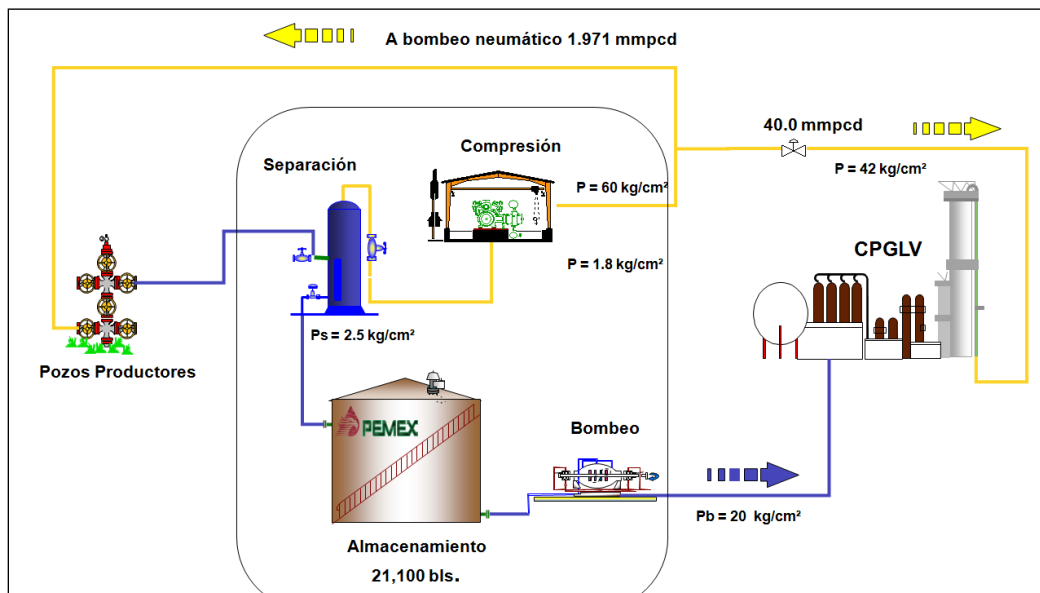 A bombeo neumático 1.971 mmpcd
40.0 mmpcd
Compresión
Separación
P = 42 kg/cm²
P = 60 kg/cm²
CPGLV
P = 1.8 kg/cm²
Ps = 2.5 kg/cm²
Pozos Productores
PEMEX
Bombeo
Pb = 20 kg/cm²
Almacenamiento
21,100 bls.